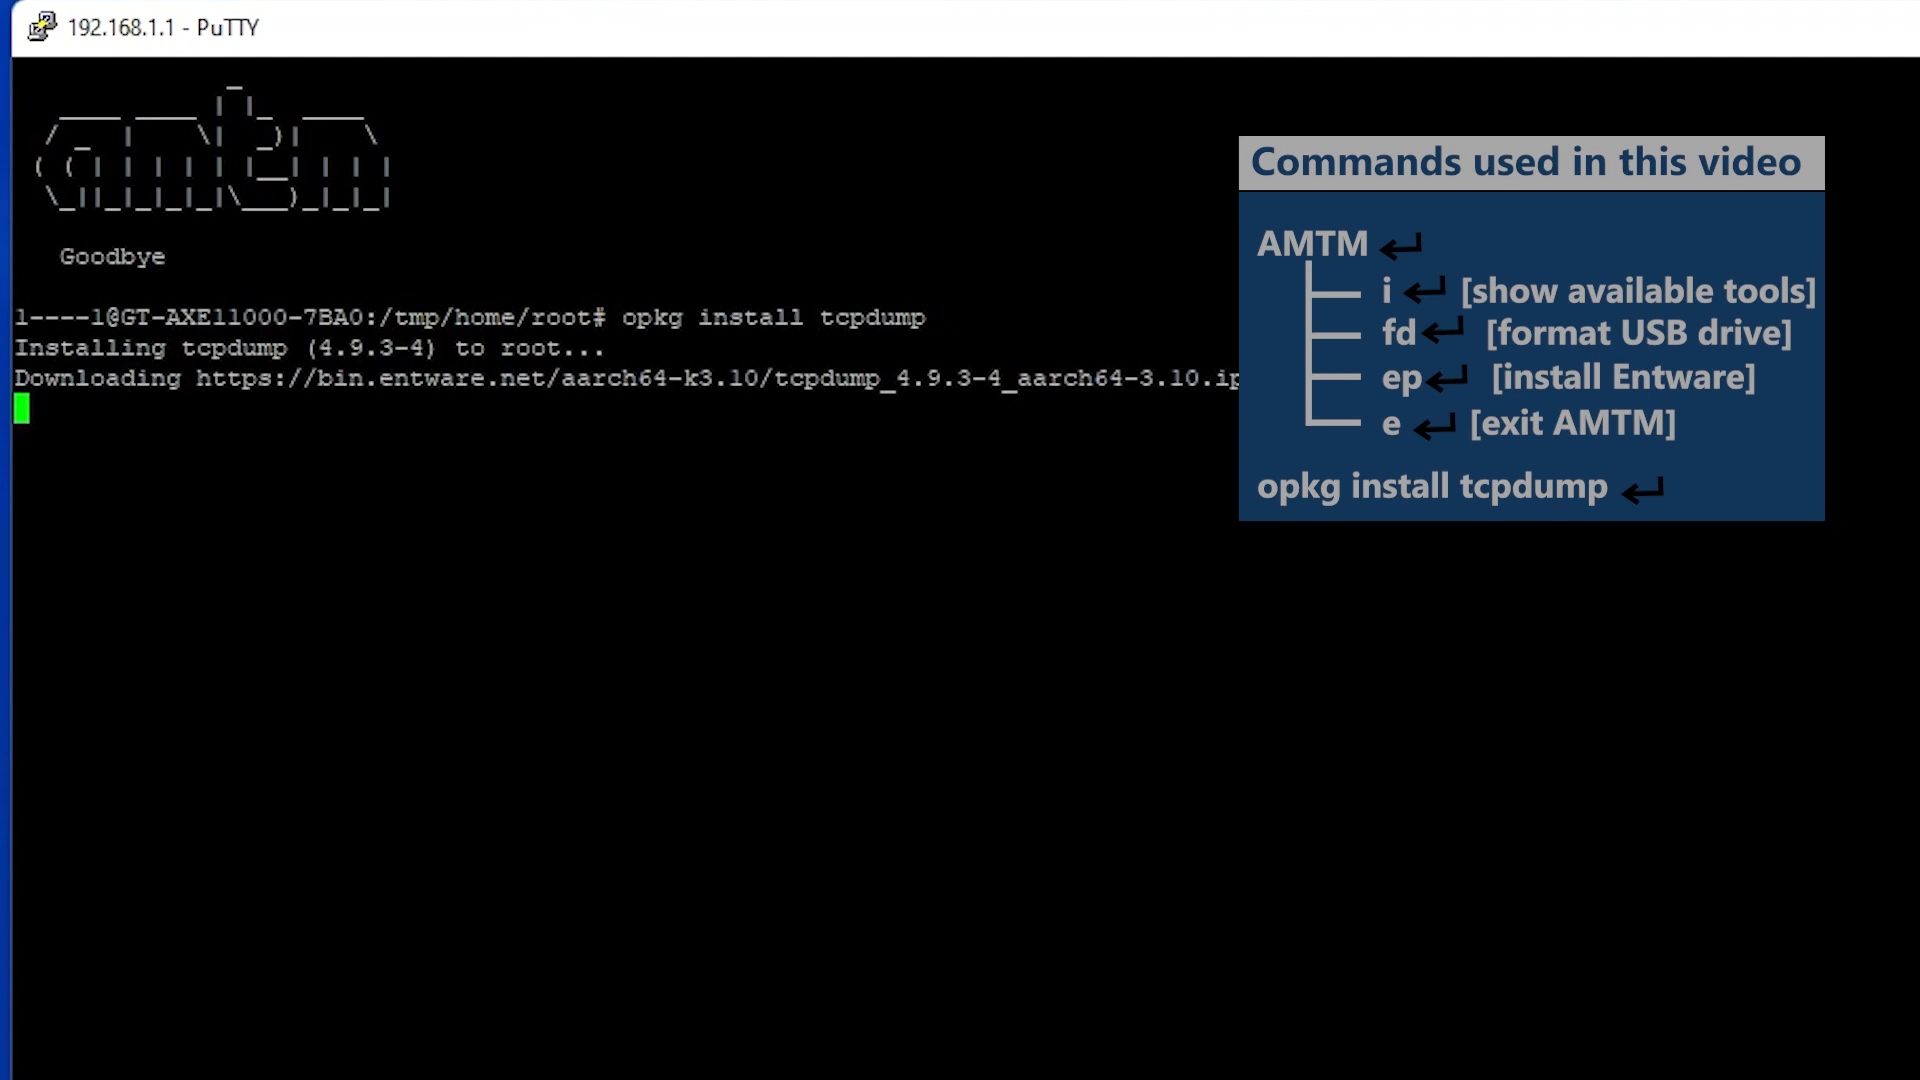 192.168.1.1 - PuTTY
Goodbye
l----l@GT-AXE11000-7BA0:/tmp/home/root# opkg install tcpdump
Installing tcpdump (4.9.3-4) to root...
Downloading https://bin.entware.net/aarch64-k3.10/tcpdump_4.9.3-4_aarch64-3.10.ip
Commands used in this video
AMTM
i [show available tools]
fd [format USB drive]
ep [install Entware]
e [exit AMTM]
opkg install tcpdump